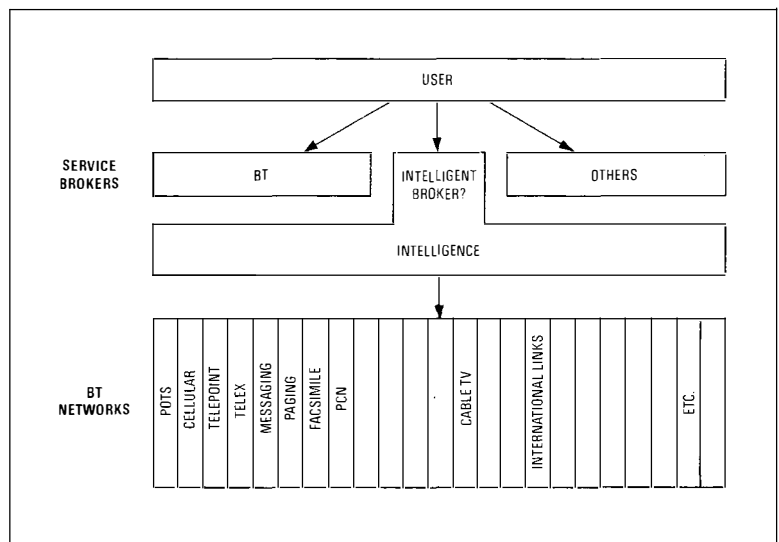 USER
SERVICE
BROKERS
BT
INTELLIGENT
BROKER?
OTHERS
INTELLIGENCE
BT
NETWORKS
POTS
CELLULAR
TELEPOINT
TELEX
MESSAGING
PAGING
FACSIMILE
PCN
CABLE TV
INTERNATIONAL LINKS
ETC.